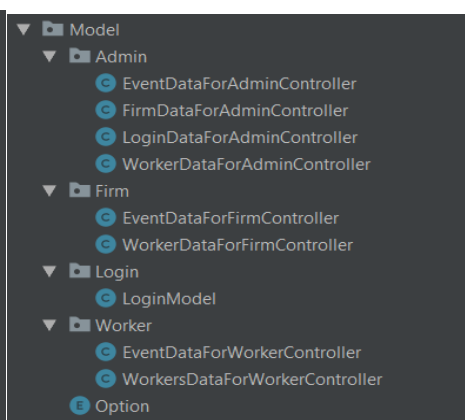 Model
Admin
EventDataForAdminController
FirmDataForAdminController
LoginDataForAdminController
WorkerDataForAdminController
Firm
EventDataForFirmController
WorkerDataForFirmController
Login
LoginModel
Worker
EventDataForWorkerController
WorkersDataForWorkerController
Option